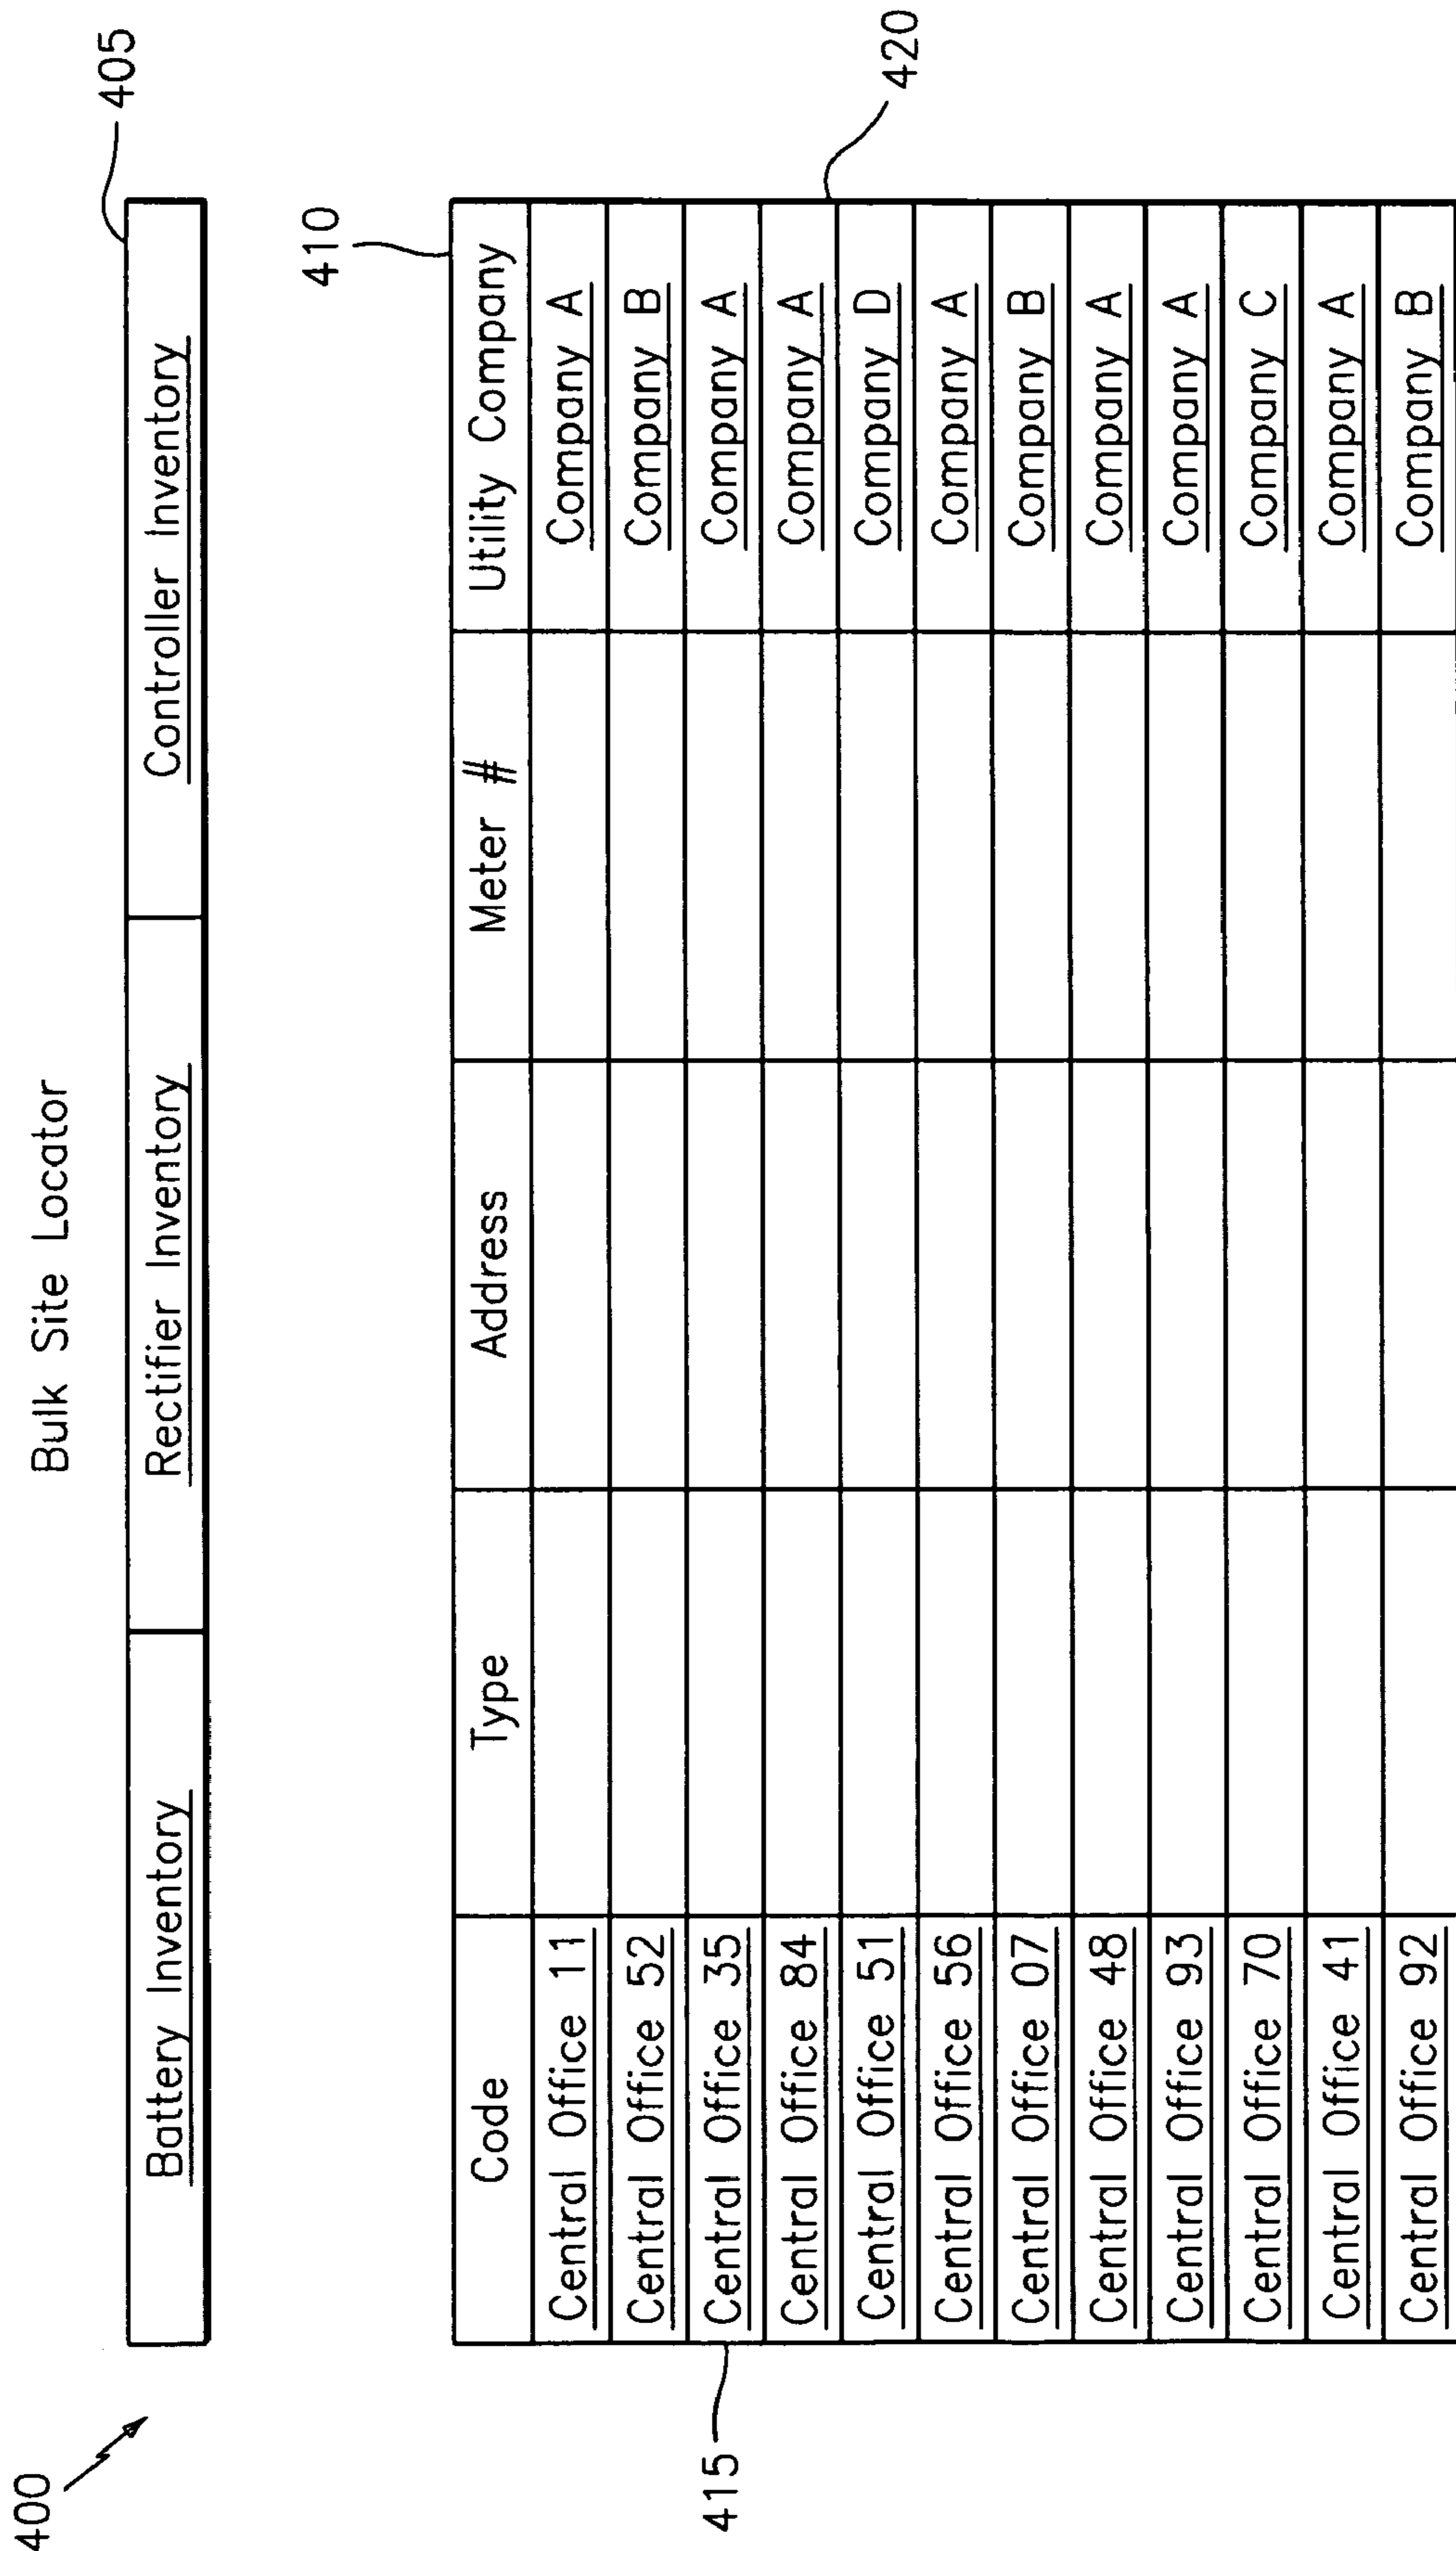 400
Bulk Site Locator
405
Battery Inventory Rectifier Inventory Controller Inventory
410
Code Type Address Meter # Utility Company
Central Office 11 Company A
Central Office 52 Company B
415
Central Office 35 Company A
Central Office 84 Company A
420
Central Office 51 Company D
Central Office 56 Company A
Central Office 07 Company B
Central Office 48 Company A
Central Office 93 Company A
Central Office 70 Company C
Central Office 41 Company A
Central Office 92 Company B